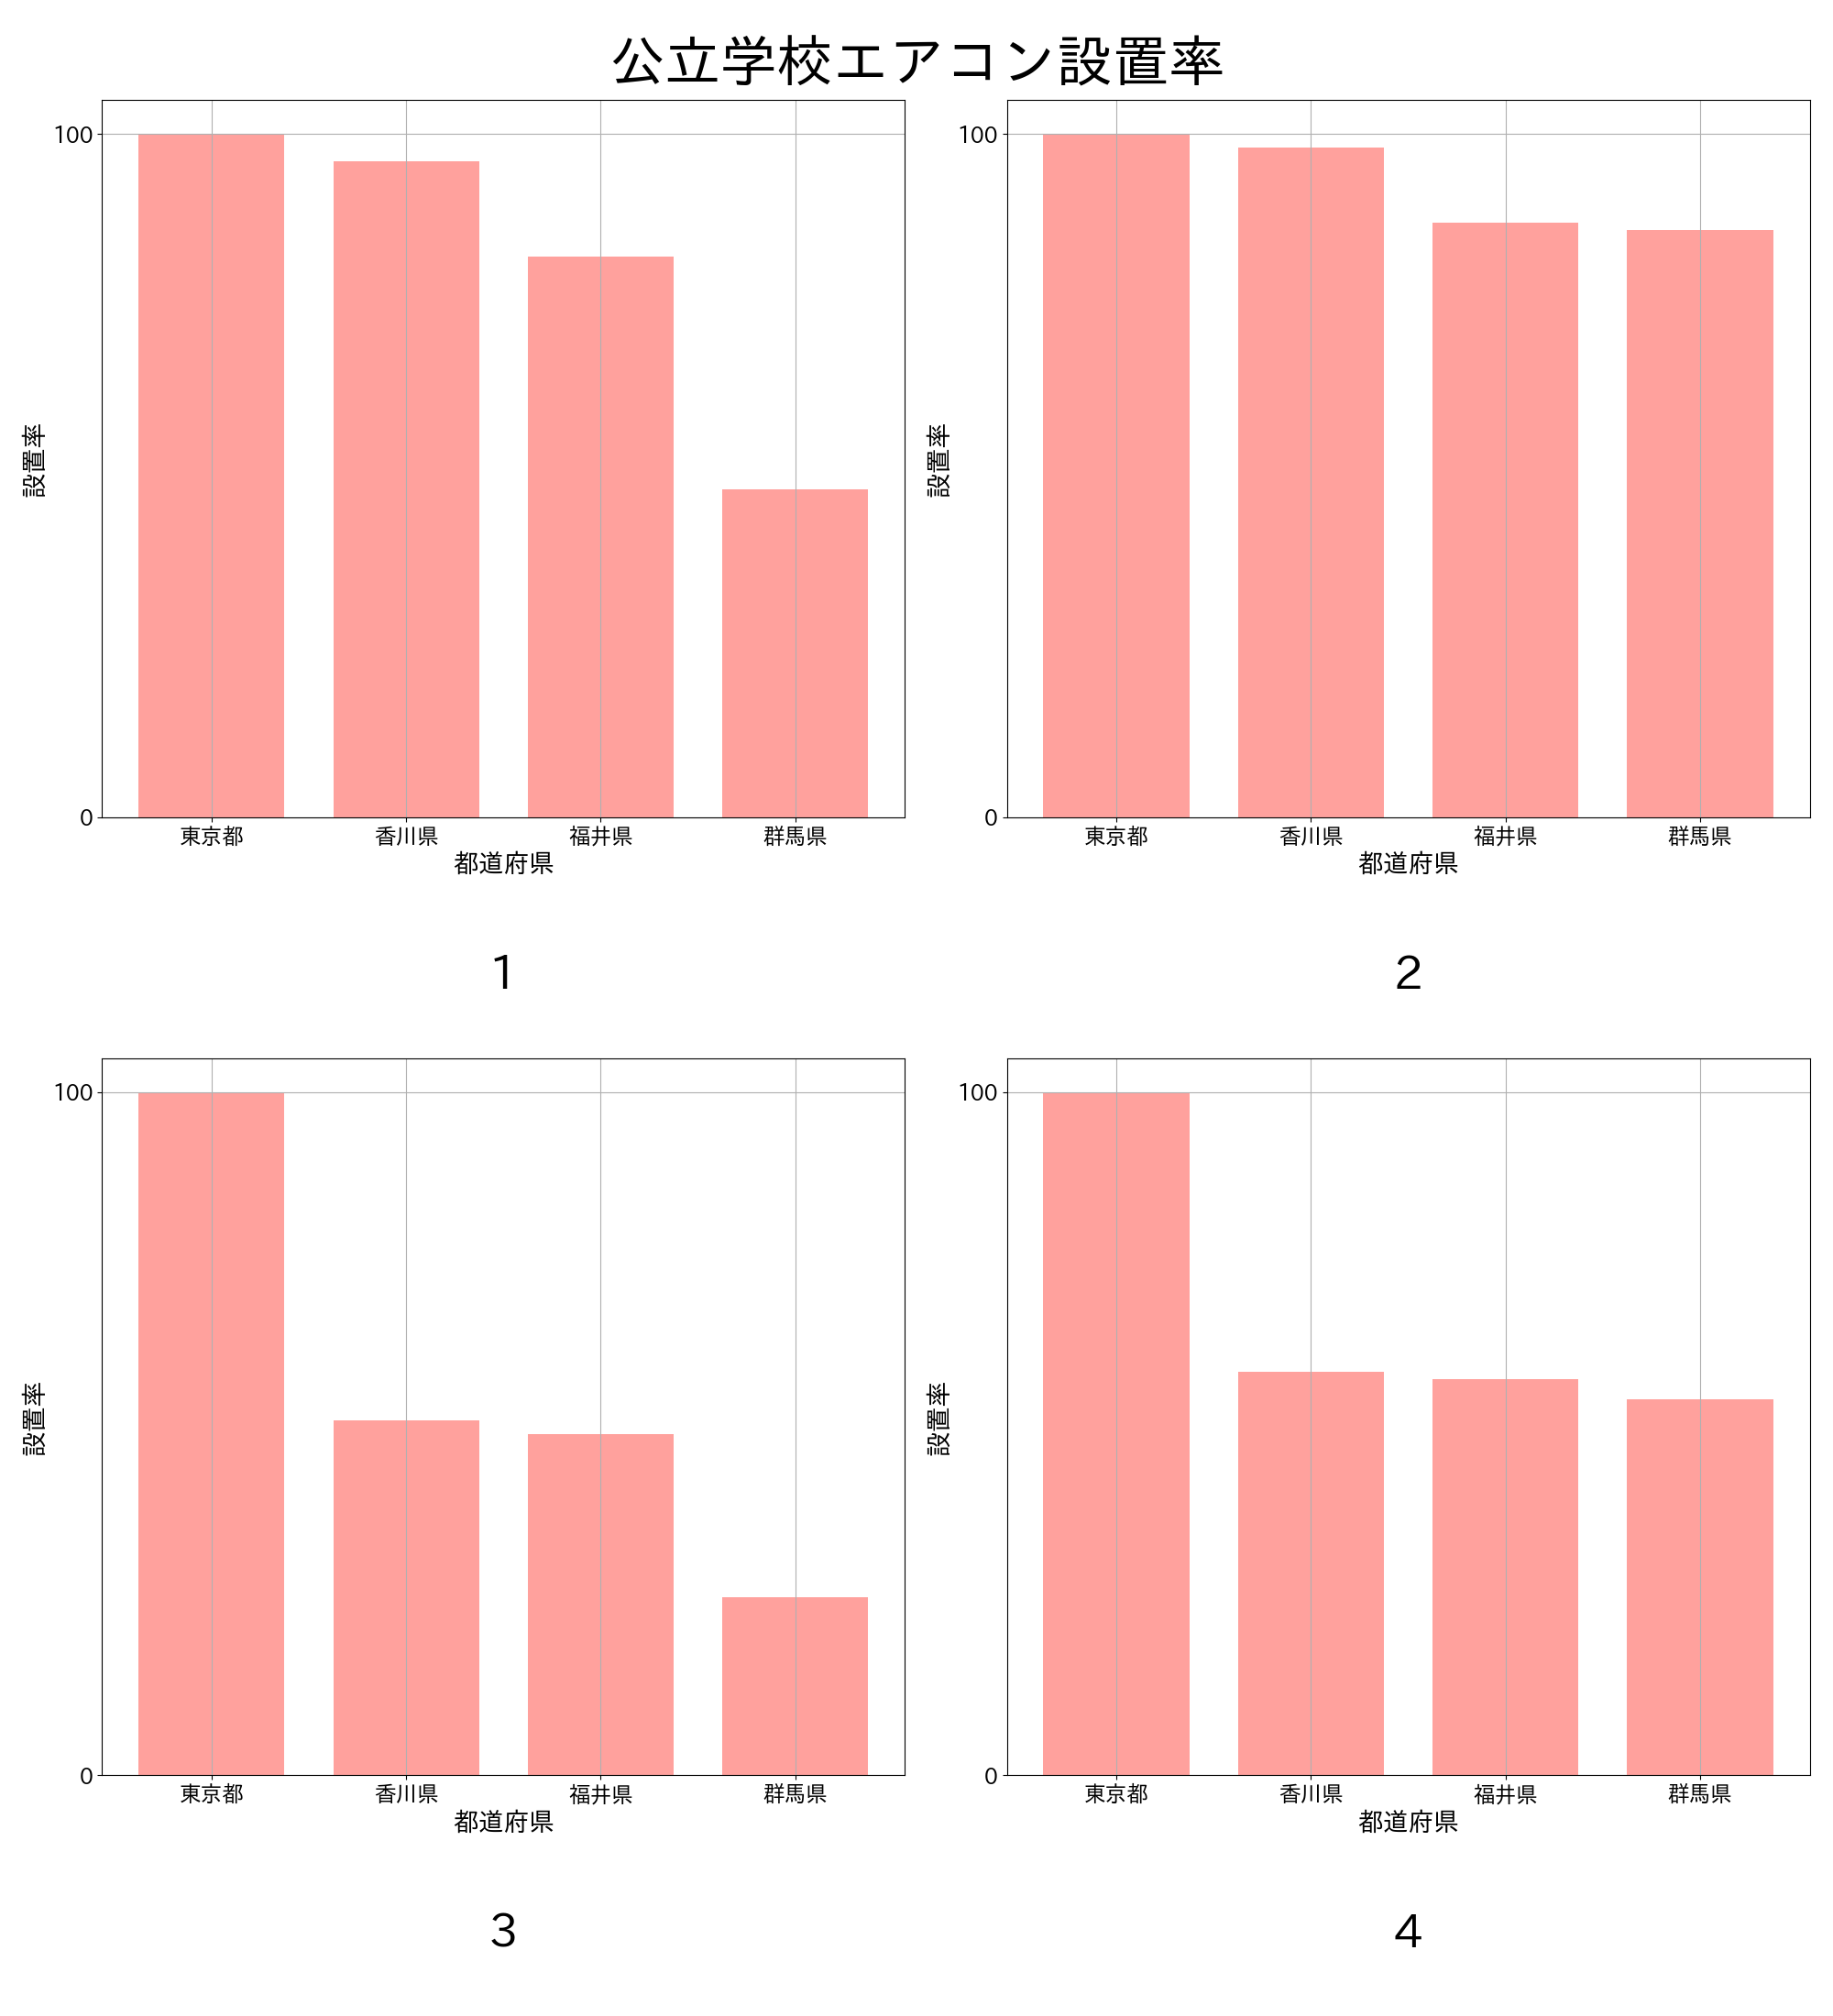 公立学校エアコン設置率
100
0
設置率
東京都 香川県 福井県 群馬県
都道府県
1
100
0
設置率
東京都 香川県 福井県 群馬県
都道府県
2
100
0
設置率
東京都 香川県 福井県 群馬県
都道府県
3
100
0
設置率
東京都 香川県 福井県 群馬県
都道府県
4